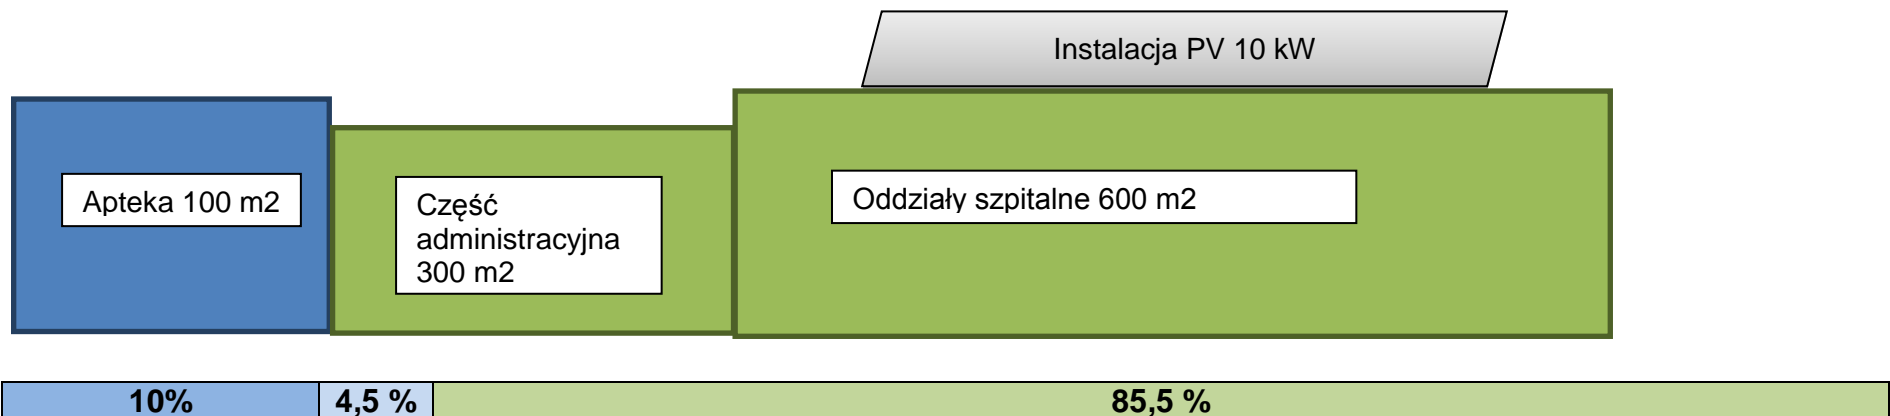 Instalacja PV 10 kW
Apteka 100 m2
Część
administracyjna
300 m2
Oddziały szpitalne 600 m2
10%
4,5 %
85,5 %